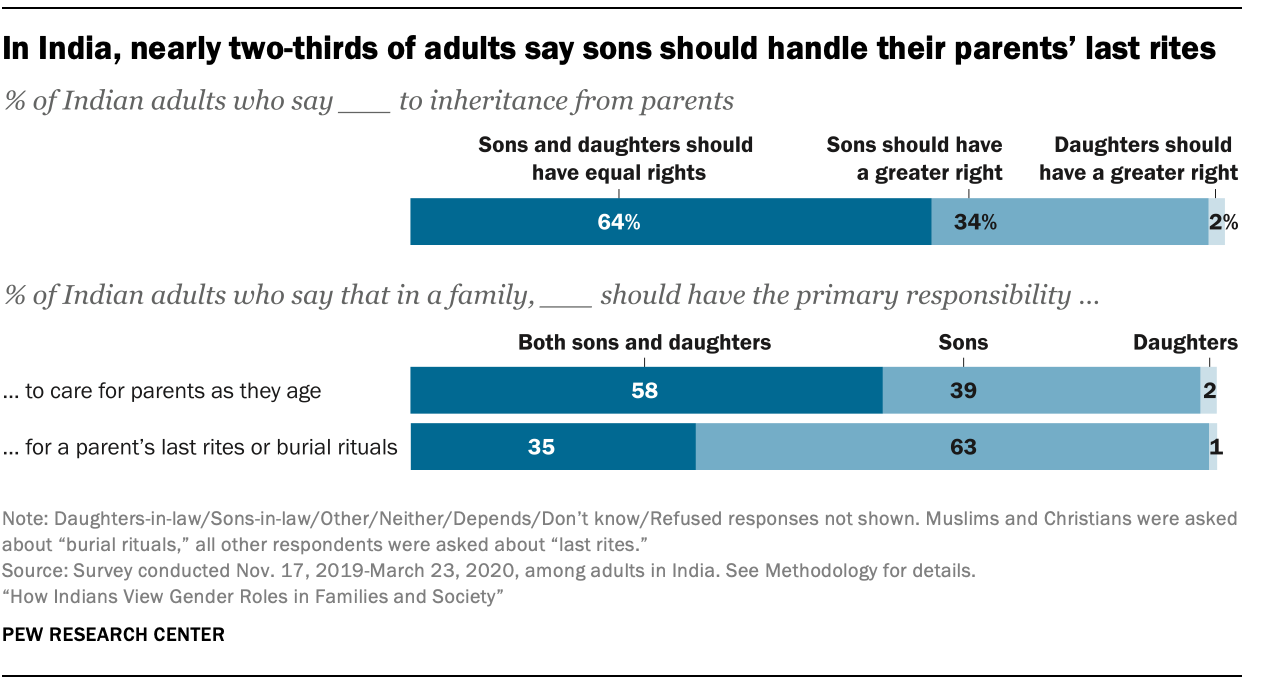 In India, nearly two-thirds of adults say sons should handle their parents’ last rites
% of Indian adults who say ___ to inheritance from parents
Sons and daughters should have equal rights
Sons should have a greater right
Daughters should have a greater right
64%
34%
2%
% of Indian adults who say that in a family, ___ should have the primary responsibility ...
Both sons and daughters
Sons
Daughters
... to care for parents as they age
58
39
2
... for a parent’s last rites or burial rituals
35
63
1
Note: Daughters-in-law/Sons-in-law/Other/Neither/Depends/Don’t know/Refused responses not shown. Muslims and Christians were asked
about “burial rituals,” all other respondents were asked about “last rites.”
Source: Survey conducted Nov. 17, 2019-March 23, 2020, among adults in India. See Methodology for details.
“How Indians View Gender Roles in Families and Society”
PEW RESEARCH CENTER